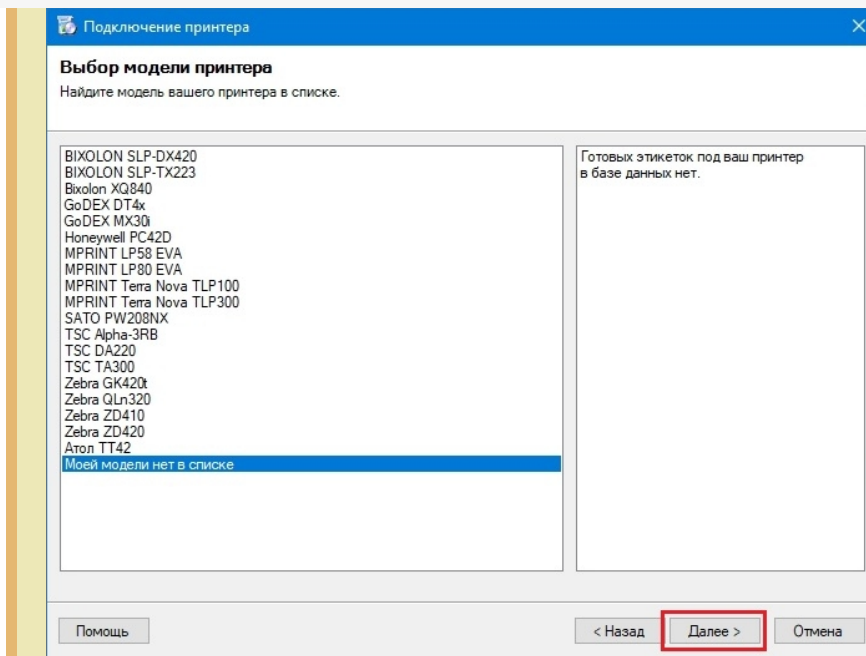 Подключение принтера
Выбор модели принтера
Найдите модель вашего принтера в списке.
BIXOLON SLP-DX420
BIXOLON SLP-TX223
Bixolon XQ840
GoDEX DT4x
GoDEX MX30i
Honeywell PC42D
MPRINT LP58 EVA
MPRINT LP80 EVA
MPRINT Terra Nova TLP100
MPRINT Terra Nova TLP300
SATO PW208NX
TSC Alpha-3RB
TSC DA220
TSC TA300
Zebra GK420t
Zebra QLn320
Zebra ZD410
Zebra ZD420
Атол ТТ42
Моей модели нет в списке
Готовых этикеток под ваш принтер
в базе данных нет.
Помощь
< Назад
Далее >
Отмена